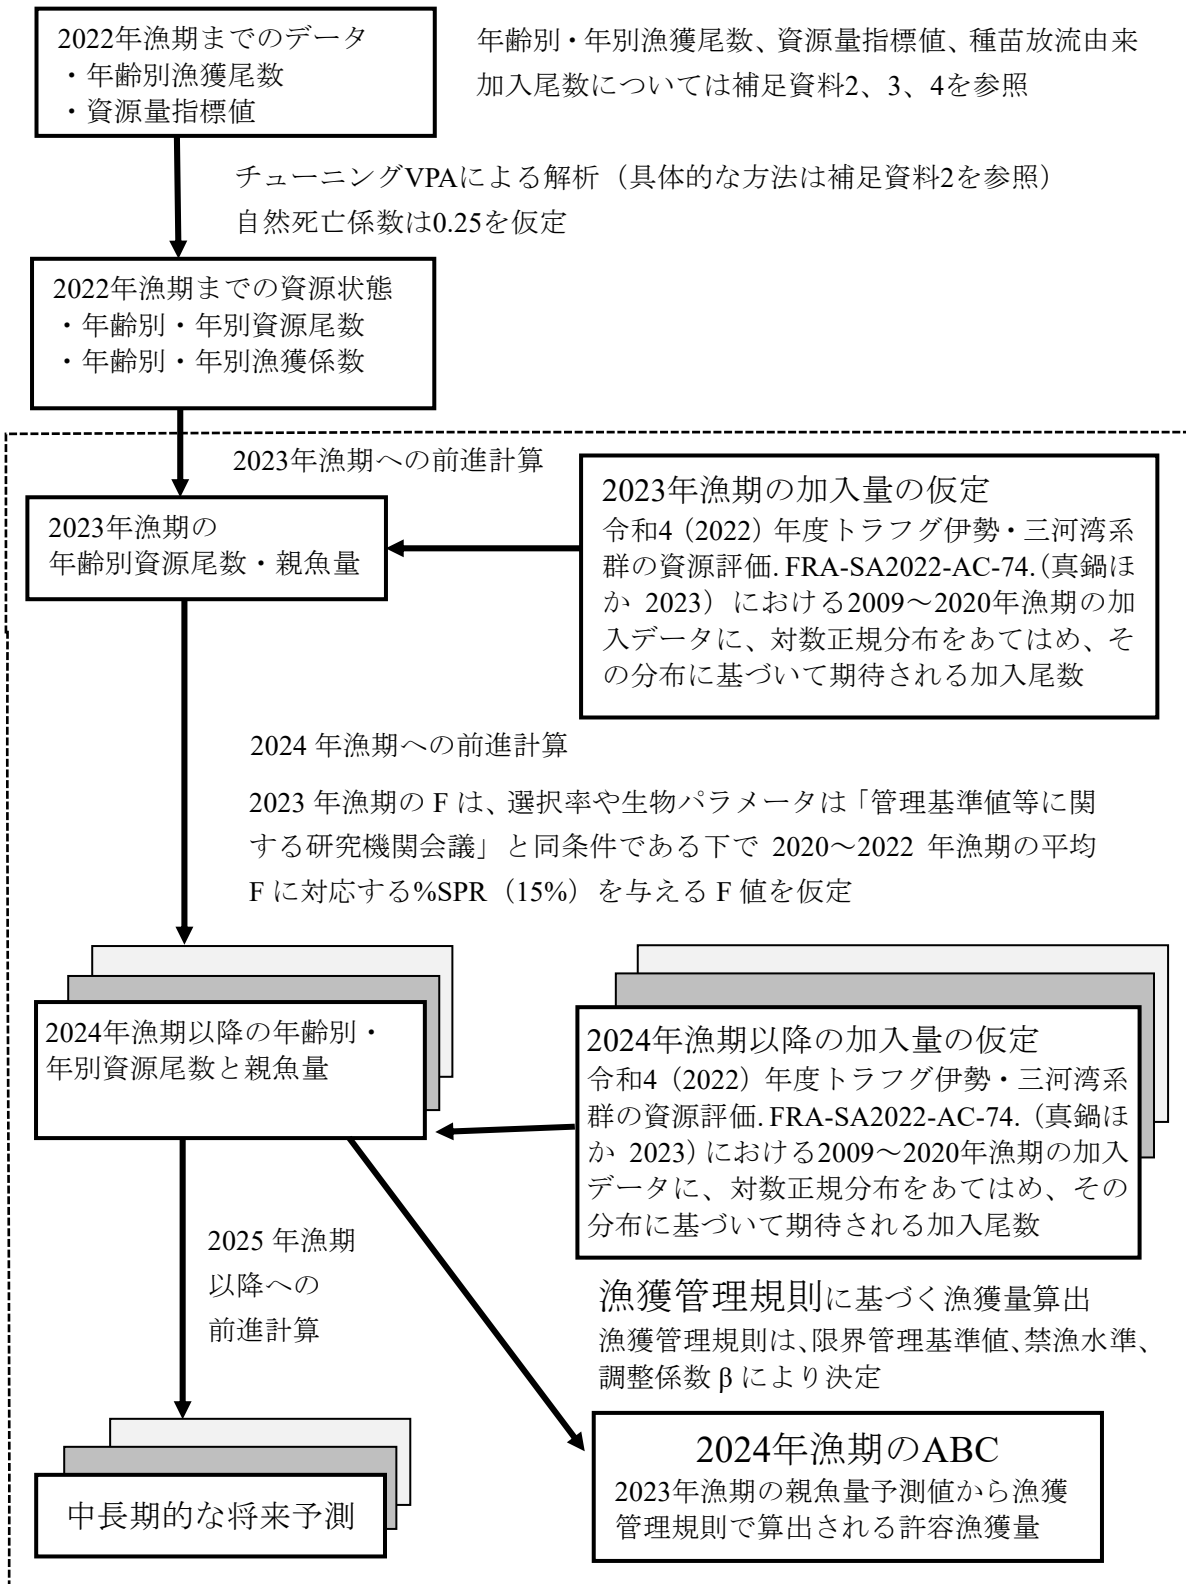 2022年漁期までのデータ
・年齢別漁獲尾数
・資源量指標値
年齢別・年別漁獲尾数、資源量指標値、種苗放流由来
加入尾数については補足資料2、3、4を参照
チューニングVPAによる解析（具体的な方法は補足資料2を参照）
自然死亡係数は0.25を仮定
2022年漁期までの資源状態
・年齢別・年別資源尾数
・年齢別・年別漁獲係数
2023年漁期への前進計算
2023年漁期の
年齢別資源尾数・親魚量
2023年漁期の加入量の仮定
令和4（2022）年度トラフグ伊勢・三河湾系
群の資源評価. FRA-SA2022-AC-74.（真鍋ほ
か 2023）における2009～2020年漁期の加
入データに、対数正規分布をあてはめ、そ
の分布に基づいて期待される加入尾数
2024 年漁期への前進計算
2023 年漁期の F は、選択率や生物パラメータは「管理基準値等に関
する研究機関会議」と同条件である下で 2020～2022 年漁期の平均
F に対応する%SPR（15%）を与える F 値を仮定
2024年漁期以降の年齢別・
年別資源尾数と親魚量
2024年漁期以降の加入量の仮定
令和4（2022）年度トラフグ伊勢・三河湾系
群の資源評価. FRA-SA2022-AC-74.（真鍋ほ
か 2023）における2009～2020年漁期の加入
データに、対数正規分布をあてはめ、その
分布に基づいて期待される加入尾数
2025 年漁期
以降への
前進計算
漁獲管理規則に基づく漁獲量算出
漁獲管理規則は、限界管理基準値、禁漁水準、
調整係数 β により決定
2024年漁期のABC
2023年漁期の親魚量予測値から漁獲
管理規則で算出される許容漁獲量
中長期的な将来予測